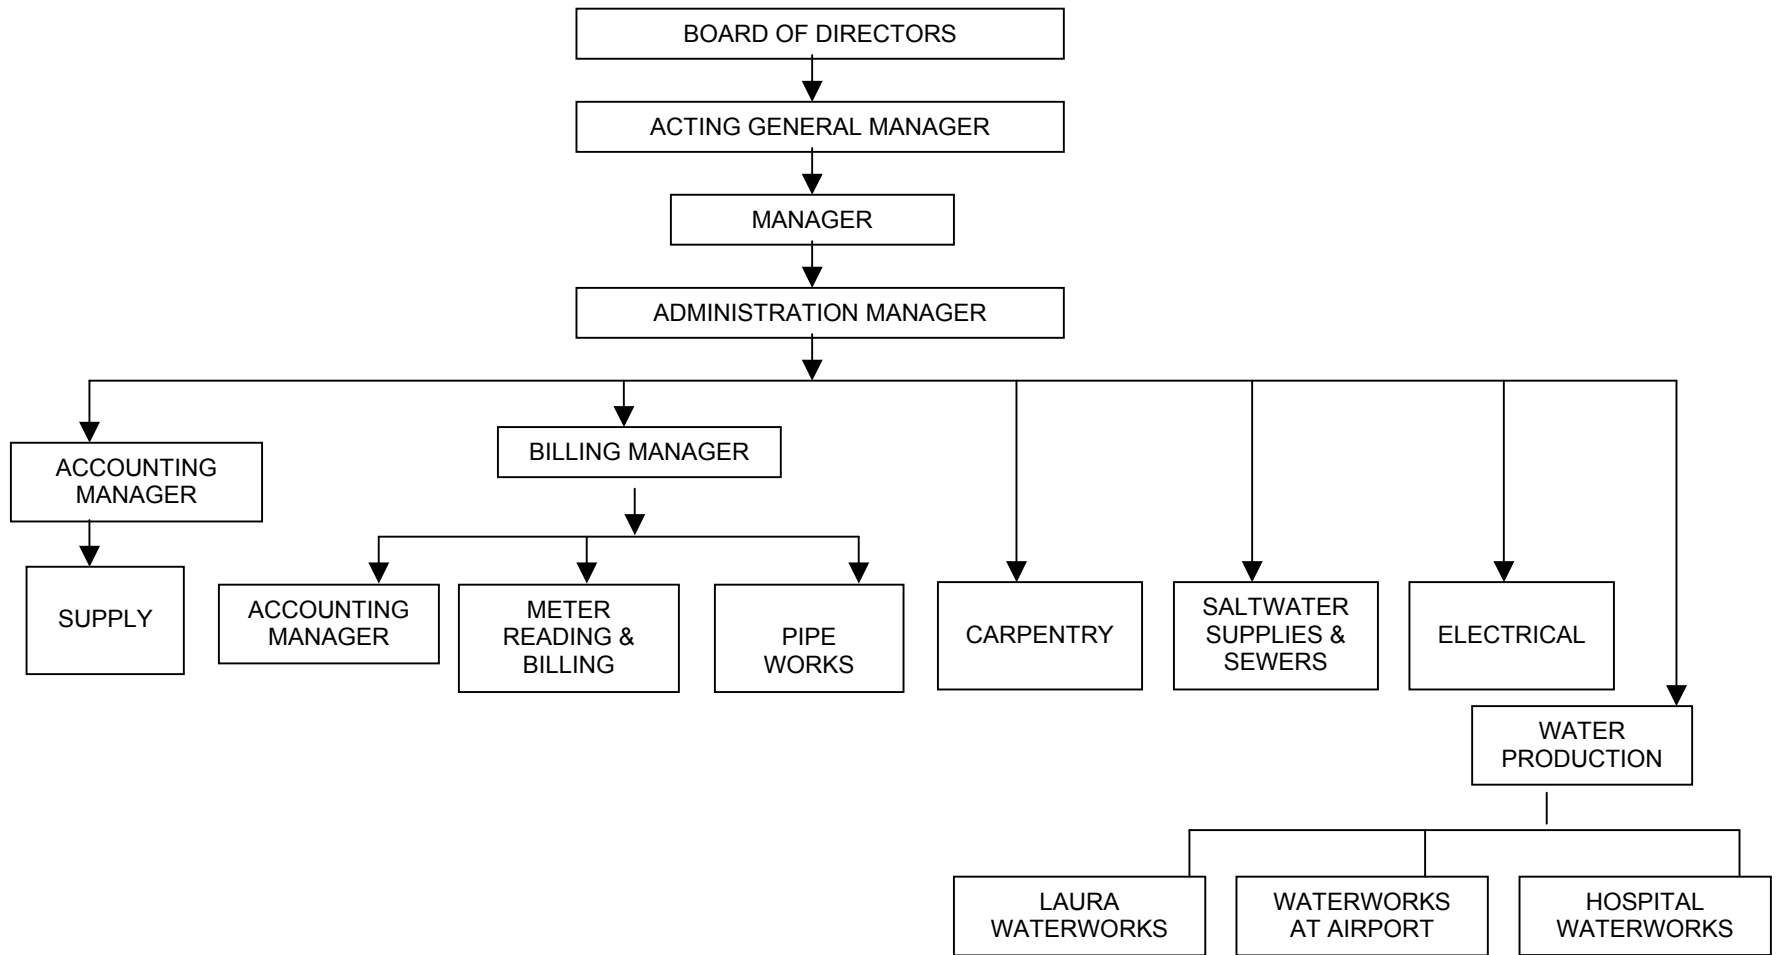 BOARD OF DIRECTORS
ACTING GENERAL MANAGER
MANAGER
ADMINISTRATION MANAGER
ACCOUNTING
MANAGER
BILLING MANAGER
SUPPLY
ACCOUNTING
MANAGER
METER
READING &
BILLING
PIPE
WORKS
CARPENTRY
SALTWATER
SUPPLIES &
SEWERS
ELECTRICAL
WATER
PRODUCTION
LAURA
WATERWORKS
WATERWORKS
AT AIRPORT
HOSPITAL
WATERWORKS